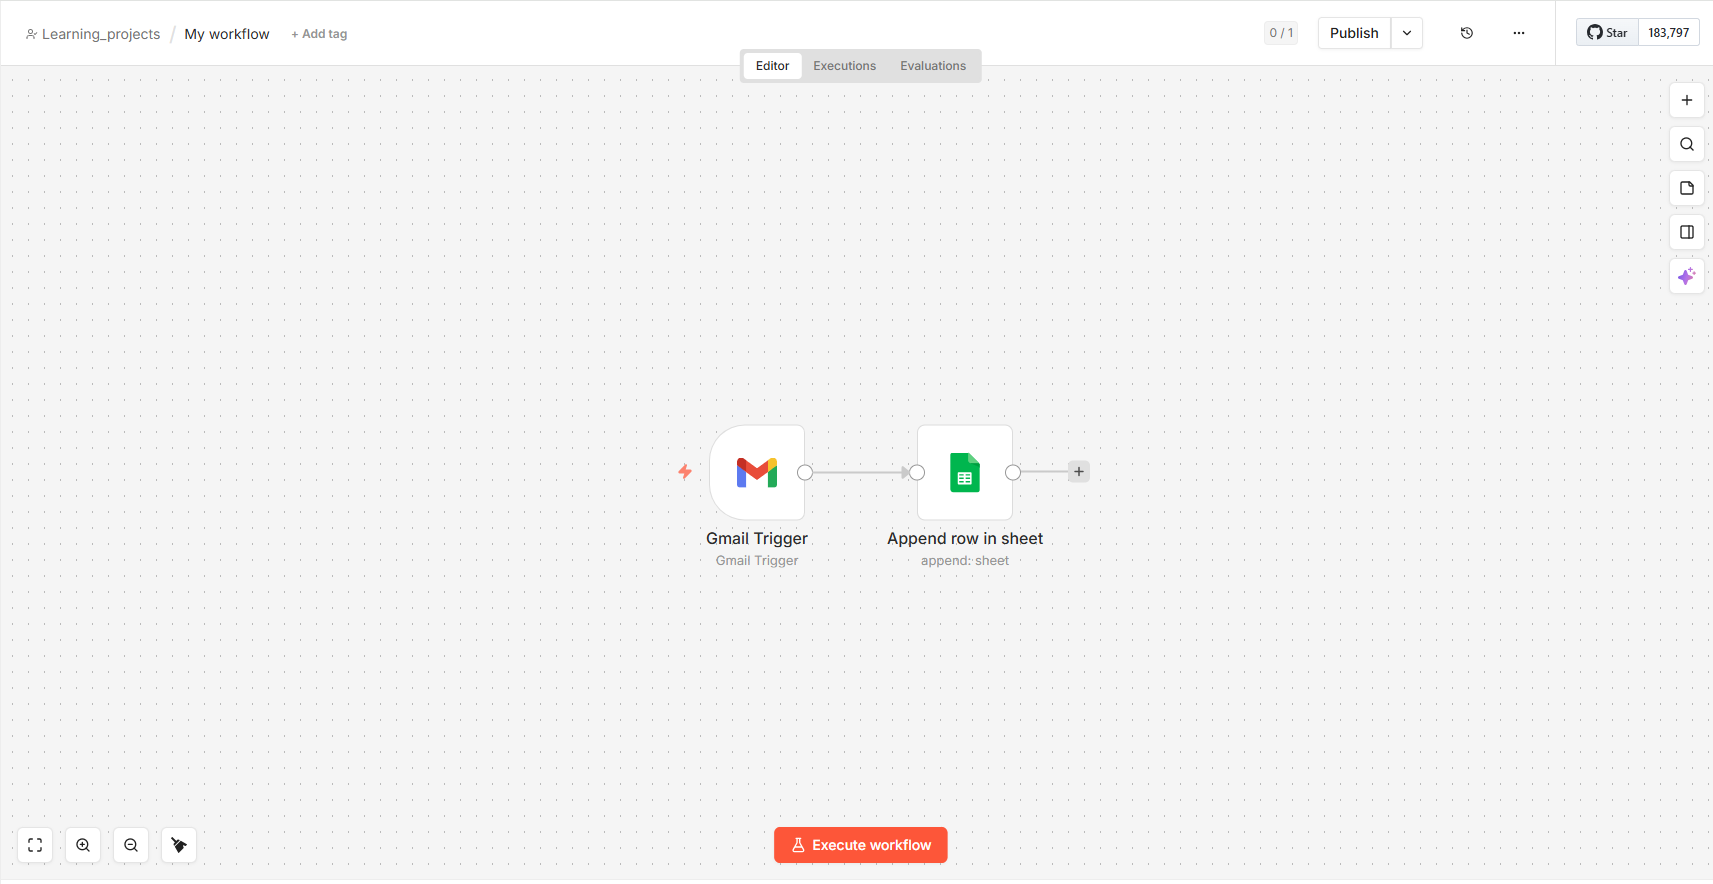 Learning_projects / My workflow + Add tag
0 / 1
Publish
Star 183,797
Editor Executions Evaluations
Gmail Trigger
Gmail Trigger
Append row in sheet
append: sheet
Execute workflow